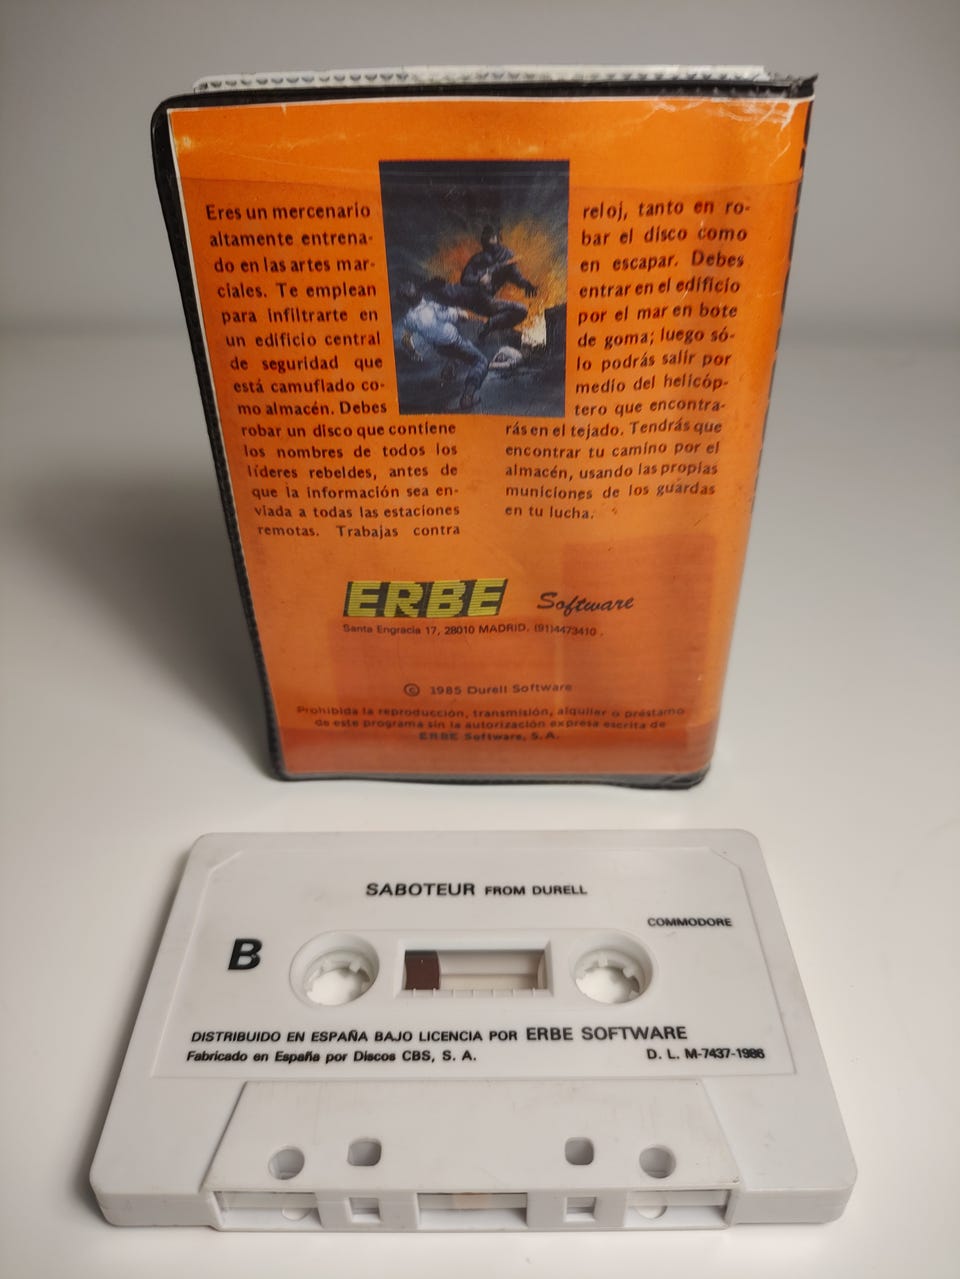 Eres un mercenario
altamente entrena-
do en las artes mar-
ciales. Te emplean
para infiltrarte en
un edificio central
de seguridad que
está camuflado co-
mo almacén. Debes
robar un disco que contiene
los nombres de todos los
líderes rebeldes, antes de
que la información sea en-
viada a todas las estaciones
remotas. Trabajas contra
reloj, tanto en ro-
bar el disco como
en escapar. Debes
entrar en el edificio
por el mar en bote
de goma; luego só-
lo podrás salir por
medio del helicóp-
tero que encontra-
rás en el tejado. Tendrás que
encontrar tu camino por el
almacén, usando las propias
municiones de los guardas
en tu lucha.
ERBE Software
Santa Engracia 17, 28010 MADRID. (91)4473410.
© 1985 Durell Software
Prohibida la reproducción, transmisión, alquiler o préstamo
de este programa sin la autorización expresa escrita de
ERBE Software, S.A.
SABOTEUR FROM DURELL
COMMODORE
B
DISTRIBUIDO EN ESPAÑA BAJO LICENCIA POR ERBE SOFTWARE
Fabricado en España por Discos CBS, S. A. D. L. M-7437-1986